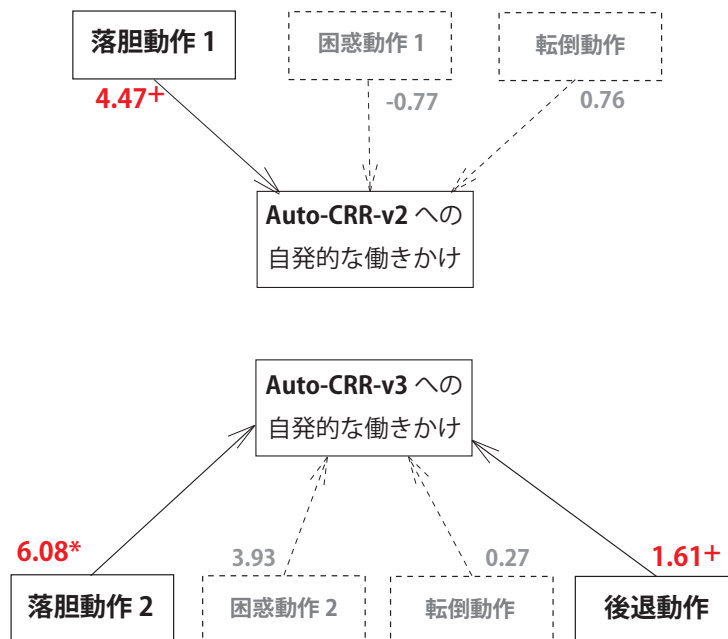 落胆動作 1
困惑動作 1
転倒動作
4.47+
-0.77
0.76
Auto-CRR-v2 への
自発的な働きかけ
Auto-CRR-v3 への
自発的な働きかけ
6.08*
3.93
0.27
1.61+
落胆動作 2
困惑動作 2
転倒動作
後退動作